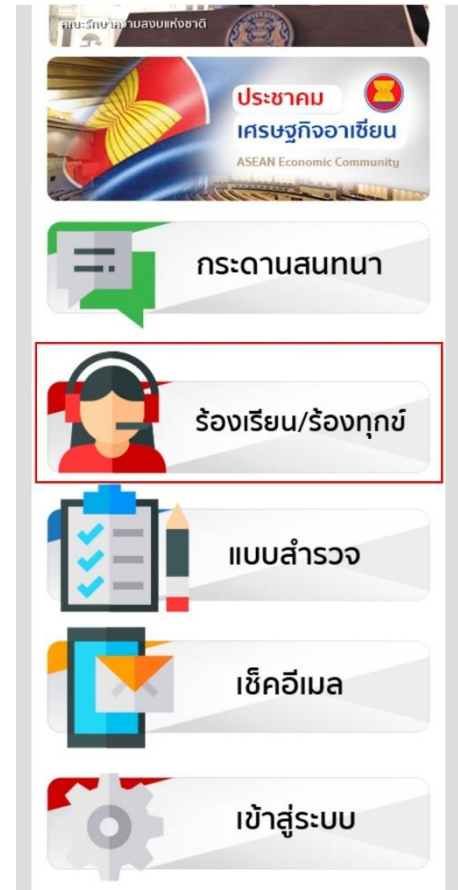 คณะรักษาความสงบแห่งชาติ
ประชาคม
เศรษฐกิจอาเซียน
ASEAN Economic Community
กระดานสนทนา
ร้องเรียน/ร้องทุกข์
แบบสำรวจ
เช็คอีเมล
เข้าสู่ระบบ